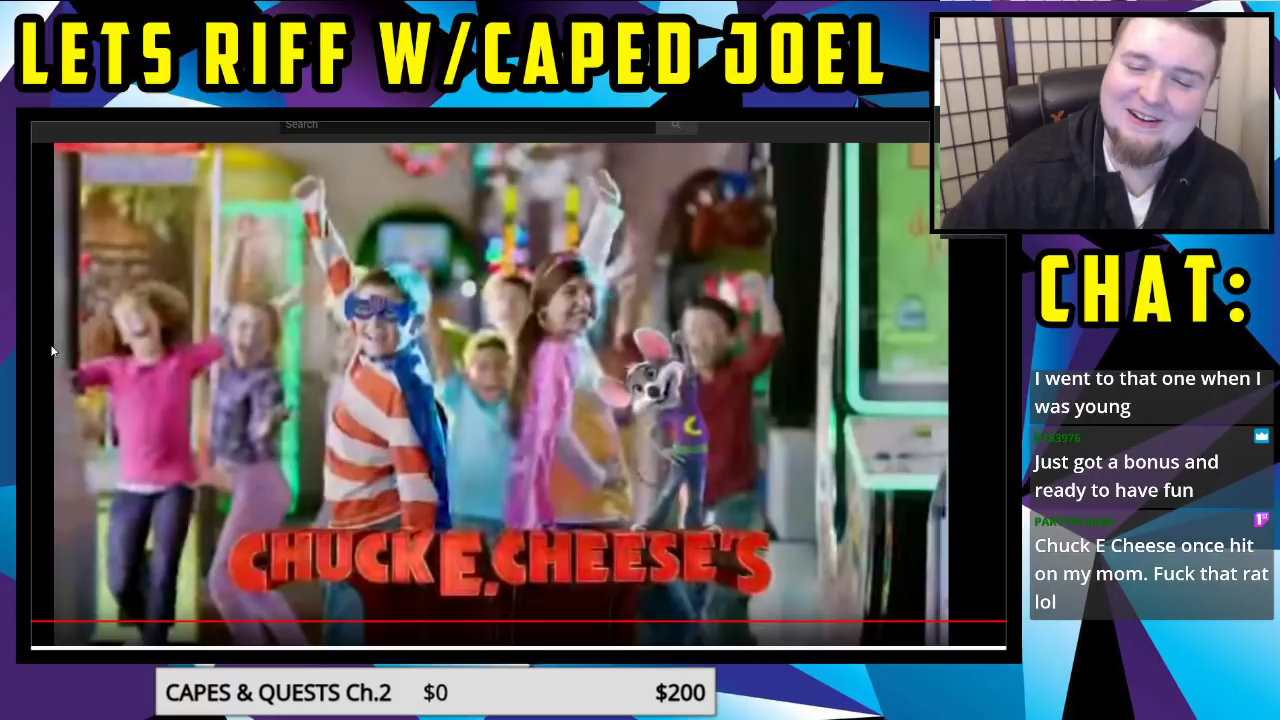 LETS RIFF W/CAPED JOEL
Search
CHUCK E. CHEESE'S
CHAT:
I went to that one when I
was young
Just got a bonus and
ready to have fun
Chuck E Cheese once hit
on my mom. Fuck that rat
lol
CAPES & QUESTS Ch.2 $0 $200